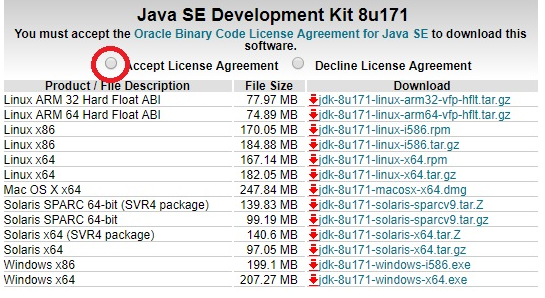 Java SE Development Kit 8u171
You must accept the Oracle Binary Code License Agreement for Java SE to download this
software.
Accept License Agreement Decline License Agreement
Product / File Description File Size Download
Linux ARM 32 Hard Float ABI 77.97 MB jdk-8u171-linux-arm32-vfp-hflt.tar.gz
Linux ARM 64 Hard Float ABI 74.89 MB jdk-8u171-linux-arm64-vfp-hflt.tar.gz
Linux x86 170.05 MB jdk-8u171-linux-i586.rpm
Linux x86 184.88 MB jdk-8u171-linux-i586.tar.gz
Linux x64 167.14 MB jdk-8u171-linux-x64.rpm
Linux x64 182.05 MB jdk-8u171-linux-x64.tar.gz
Mac OS X x64 247.84 MB jdk-8u171-macosx-x64.dmg
Solaris SPARC 64-bit (SVR4 package) 139.83 MB jdk-8u171-solaris-sparcv9.tar.Z
Solaris SPARC 64-bit 99.19 MB jdk-8u171-solaris-sparcv9.tar.gz
Solaris x64 (SVR4 package) 140.6 MB jdk-8u171-solaris-x64.tar.Z
Solaris x64 97.05 MB jdk-8u171-solaris-x64.tar.gz
Windows x86 199.1 MB jdk-8u171-windows-i586.exe
Windows x64 207.27 MB jdk-8u171-windows-x64.exe